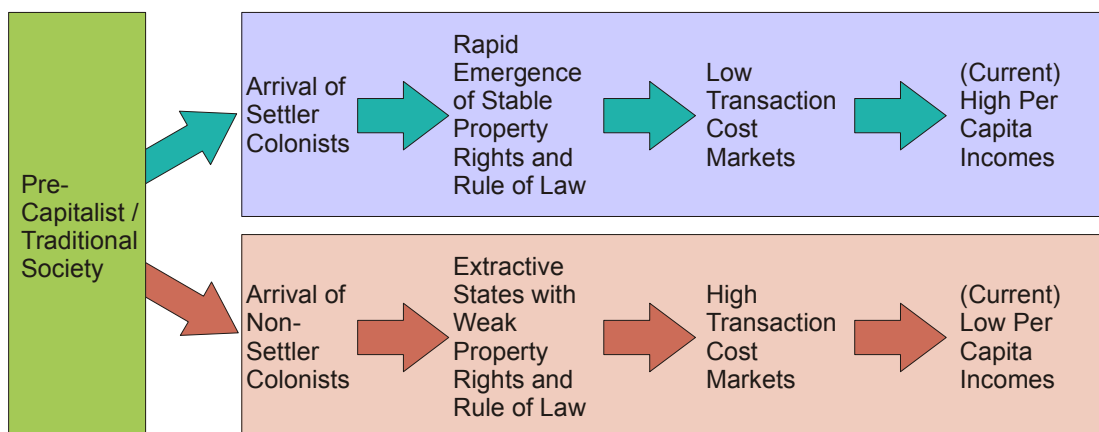 Pre-
Capitalist /
Traditional
Society
Arrival of
Settler
Colonists
Rapid
Emergence
of Stable
Property
Rights and
Rule of Law
Low
Transaction
Cost
Markets
(Current)
High Per
Capita
Incomes
Arrival of
Non-
Settler
Colonists
Extractive
States with
Weak
Property
Rights and
Rule of Law
High
Transaction
Cost
Markets
(Current)
Low Per
Capita
Incomes